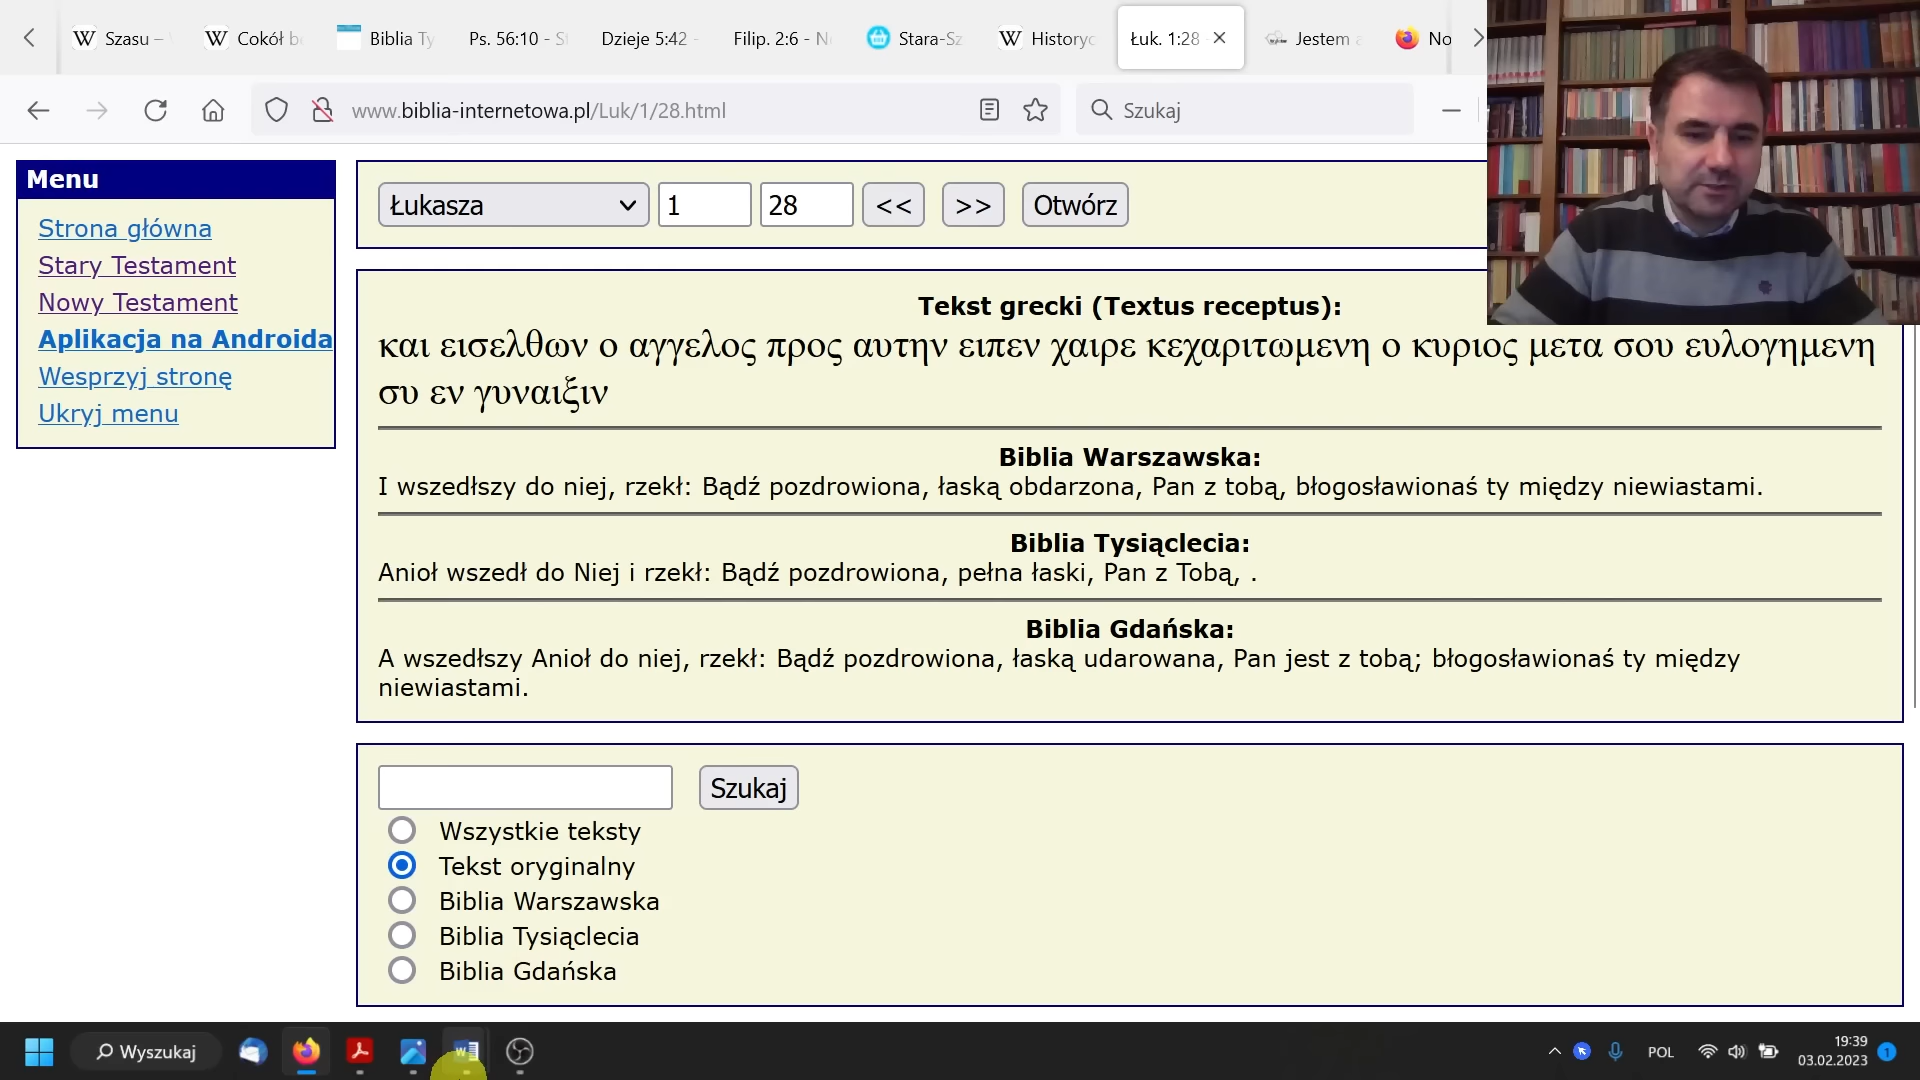 Szasu –
Cokół b
Biblia Ty
Ps. 56:10 - S
Dzieje 5:42 -
Filip. 2:6 - N
Stara-Sz
Historyc
Łuk. 1:28
Jestem
No
www.biblia-internetowa.pl/Luk/1/28.html
Szukaj
Menu
Strona główna
Stary Testament
Nowy Testament
Aplikacja na Androida
Wesprzyj stronę
Ukryj menu
Łukasza 1 28 << >> Otwórz
Tekst grecki (Textus receptus):
και εισελθων ο αγγελος προς αυτην ειπεν χαιρε κεχαριτωμενη ο κυριος μετα σου ευλογημενη
συ εν γυναιξιν
Biblia Warszawska:
I wszedłszy do niej, rzekł: Bądź pozdrowiona, łaską obdarzona, Pan z tobą, błogosławionaś ty między niewiastami.
Biblia Tysiąclecia:
Anioł wszedł do Niej i rzekł: Bądź pozdrowiona, pełna łaski, Pan z Tobą, .
Biblia Gdańska:
A wszedłszy Anioł do niej, rzekł: Bądź pozdrowiona, łaską udarowana, Pan jest z tobą; błogosławionaś ty między
niewiastami.
Szukaj
Wszystkie teksty
Tekst oryginalny
Biblia Warszawska
Biblia Tysiąclecia
Biblia Gdańska
Wyszukaj
POL
19:39
03.02.2023
1